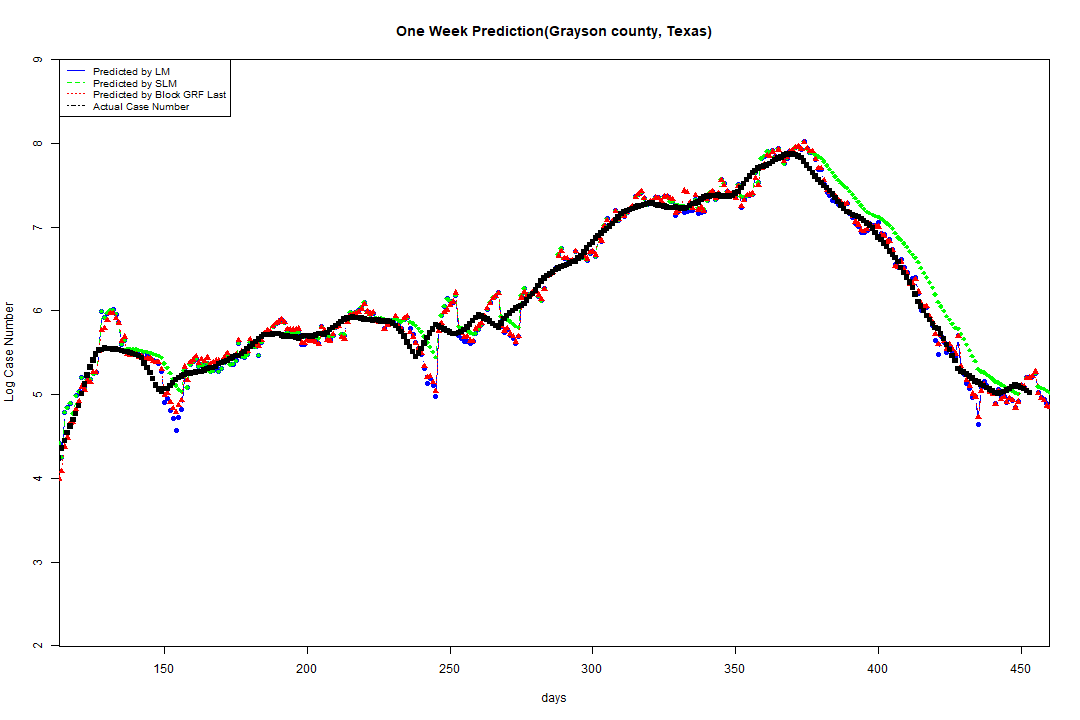 One Week Prediction(Grayson county, Texas)
Predicted by LM
Predicted by SLM
Predicted by Block GRF Last
Actual Case Number
9
8
7
6
5
4
3
2
Log Case Number
150 200 250 300 350 400 450
days